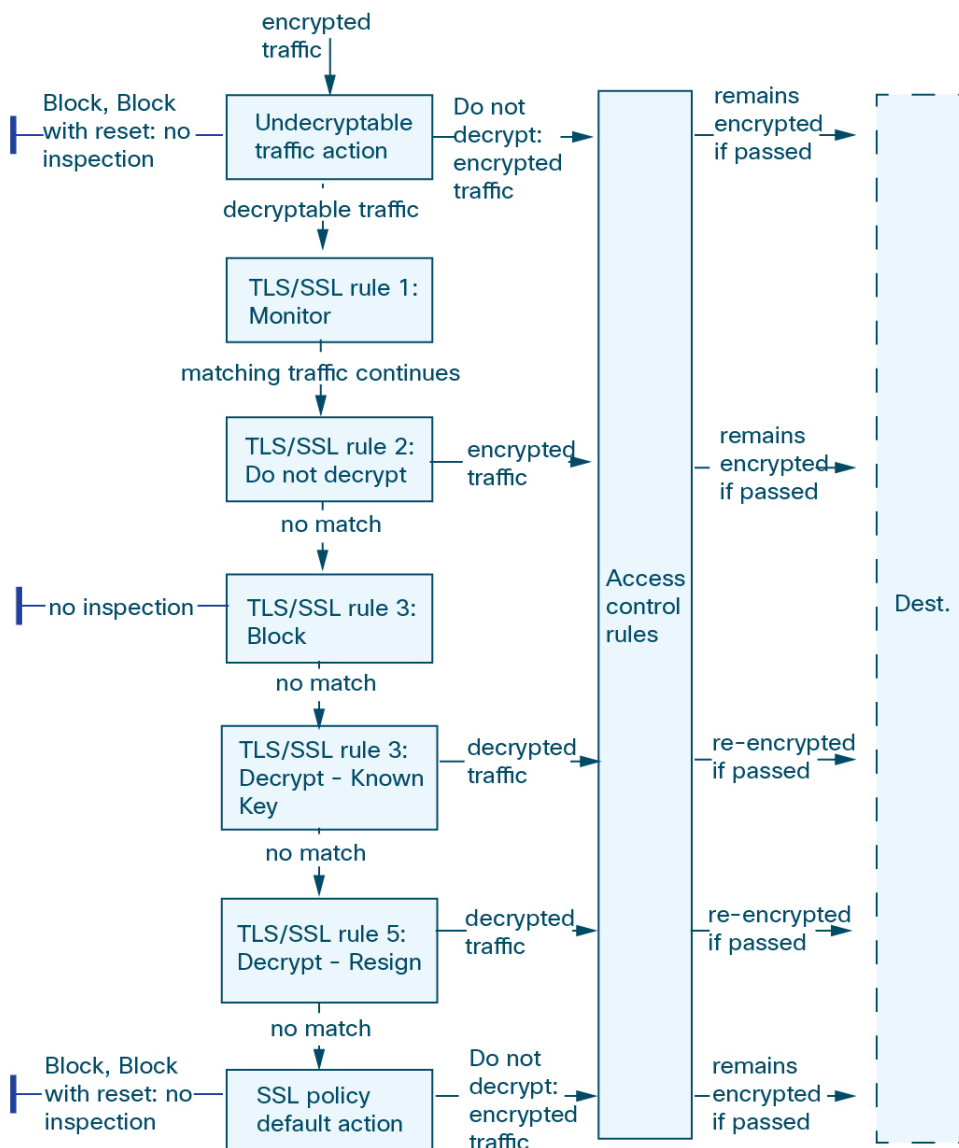 encrypted
traffic
Block, Block
with reset: no
inspection
Undecryptable
traffic action
Do not
decrypt:
encrypted
traffic
remains
encrypted
if passed
decryptable traffic
TLS/SSL rule 1:
Monitor
matching traffic continues
TLS/SSL rule 2:
Do not decrypt
encrypted
traffic
remains
encrypted
if passed
no match
no inspection
TLS/SSL rule 3:
Block
Access
control
rules
Dest.
no match
TLS/SSL rule 3:
Decrypt - Known
Key
decrypted
traffic
re-encrypted
if passed
no match
TLS/SSL rule 5:
Decrypt - Resign
decrypted
traffic
re-encrypted
if passed
no match
Block, Block
with reset: no
inspection
SSL policy
default action
Do not
decrypt:
encrypted
traffic
remains
encrypted
if passed